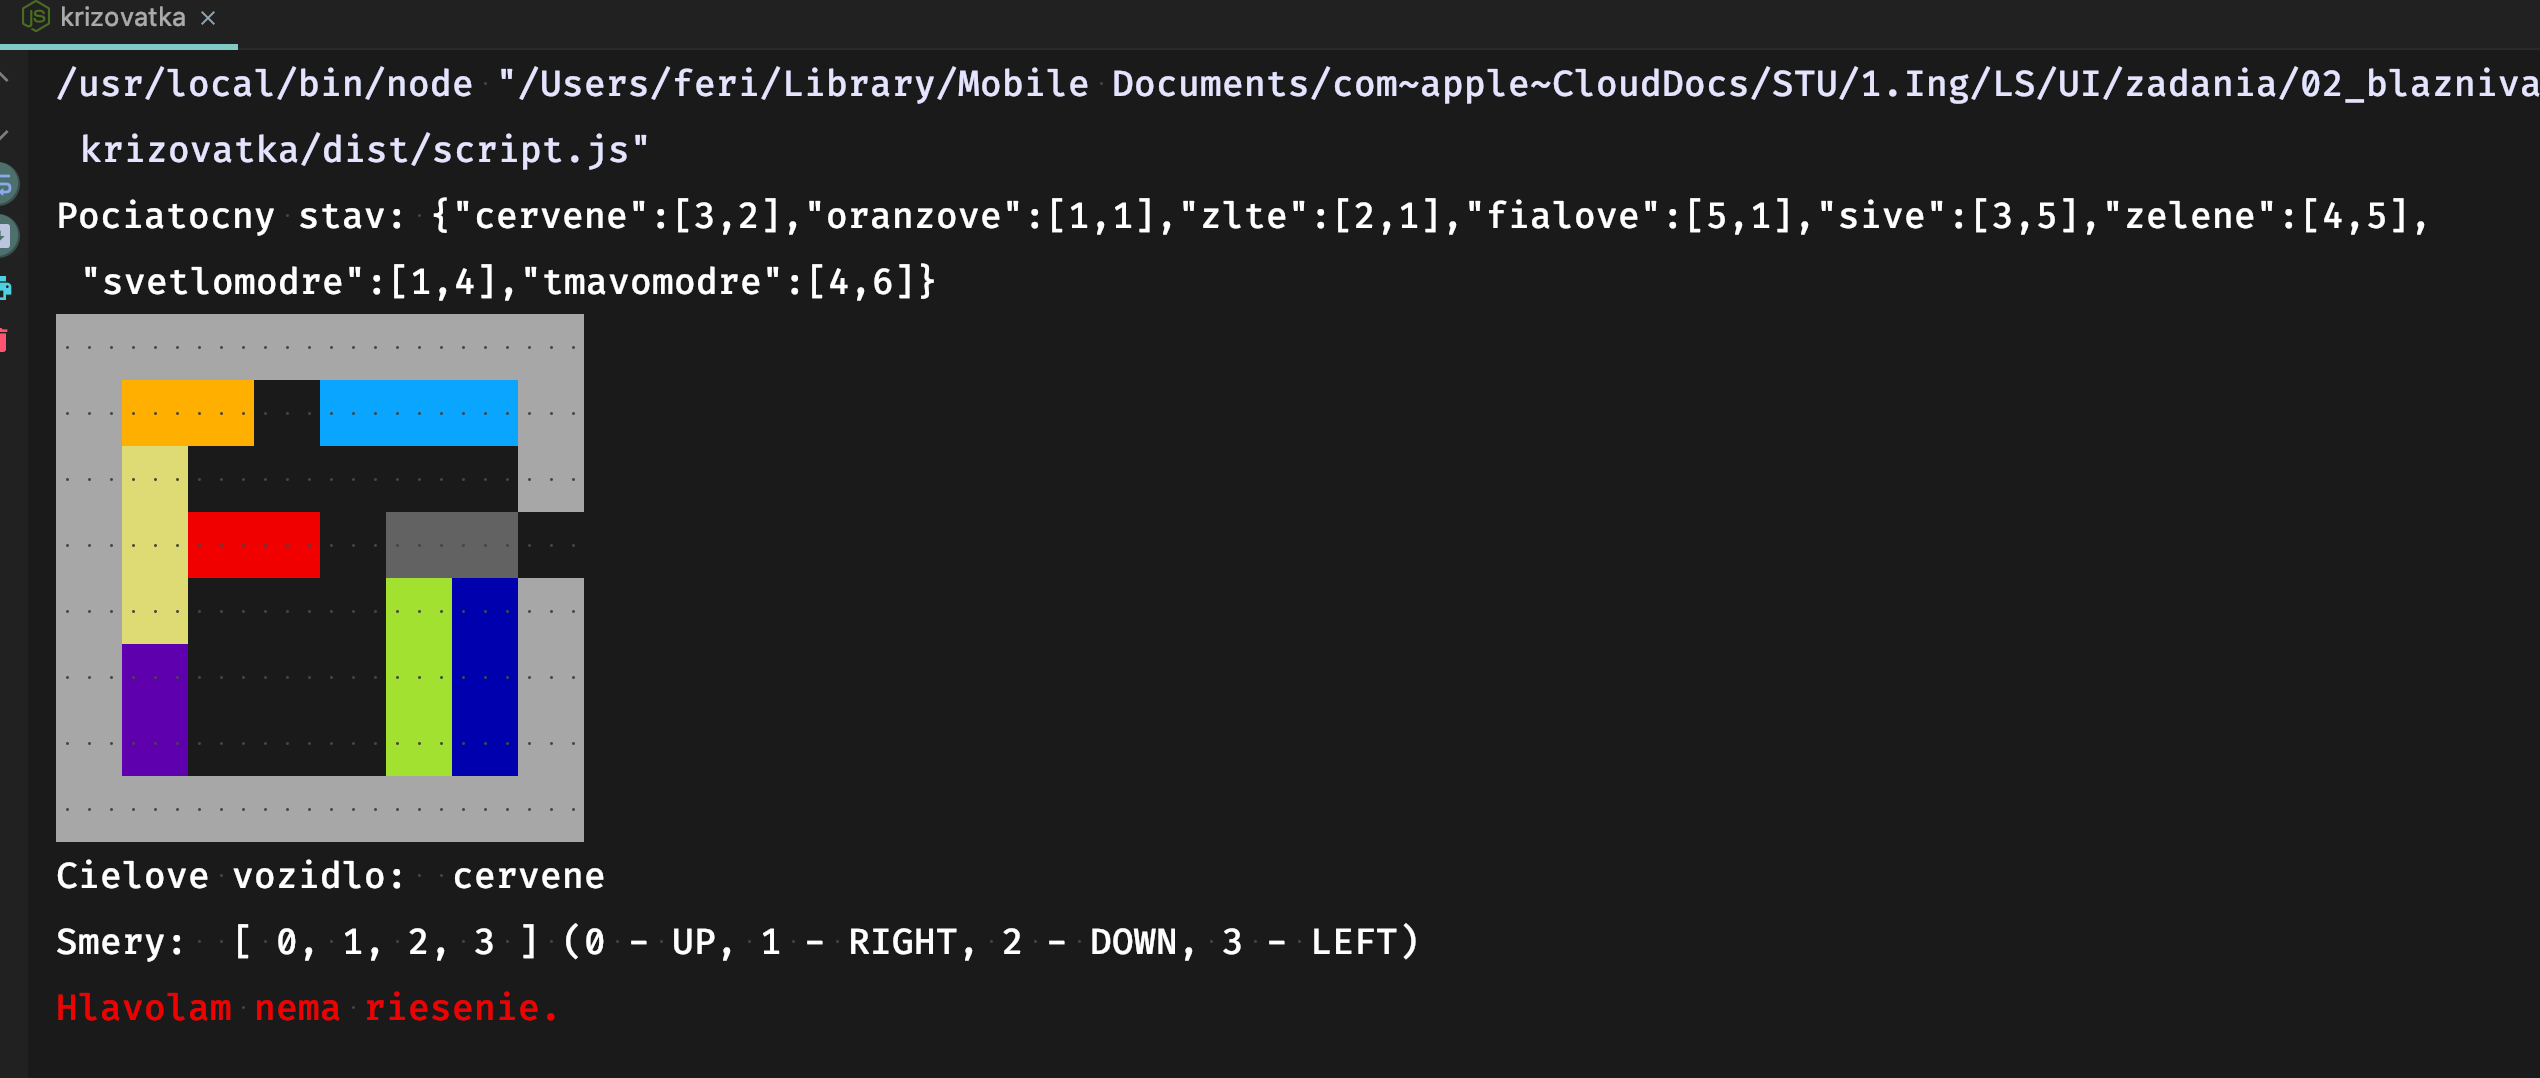 krizovatka
/usr/local/bin/node "/Users/feri/Library/Mobile Documents/com~apple~CloudDocs/STU/1.Ing/LS/UI/zadania/02_blazniva
krizovatka/dist/script.js"
Pociatocny stav: {"cervene":[3,2],"oranzove":[1,1],"zlte":[2,1],"fialove":[5,1],"sive":[3,5],"zelene":[4,5],
"svetlomodre":[1,4],"tmavomodre":[4,6]}
Cielove vozidlo:  cervene
Smery:  [ 0, 1, 2, 3 ] (0 - UP, 1 - RIGHT, 2 - DOWN, 3 - LEFT)
Hlavolam nema riesenie.